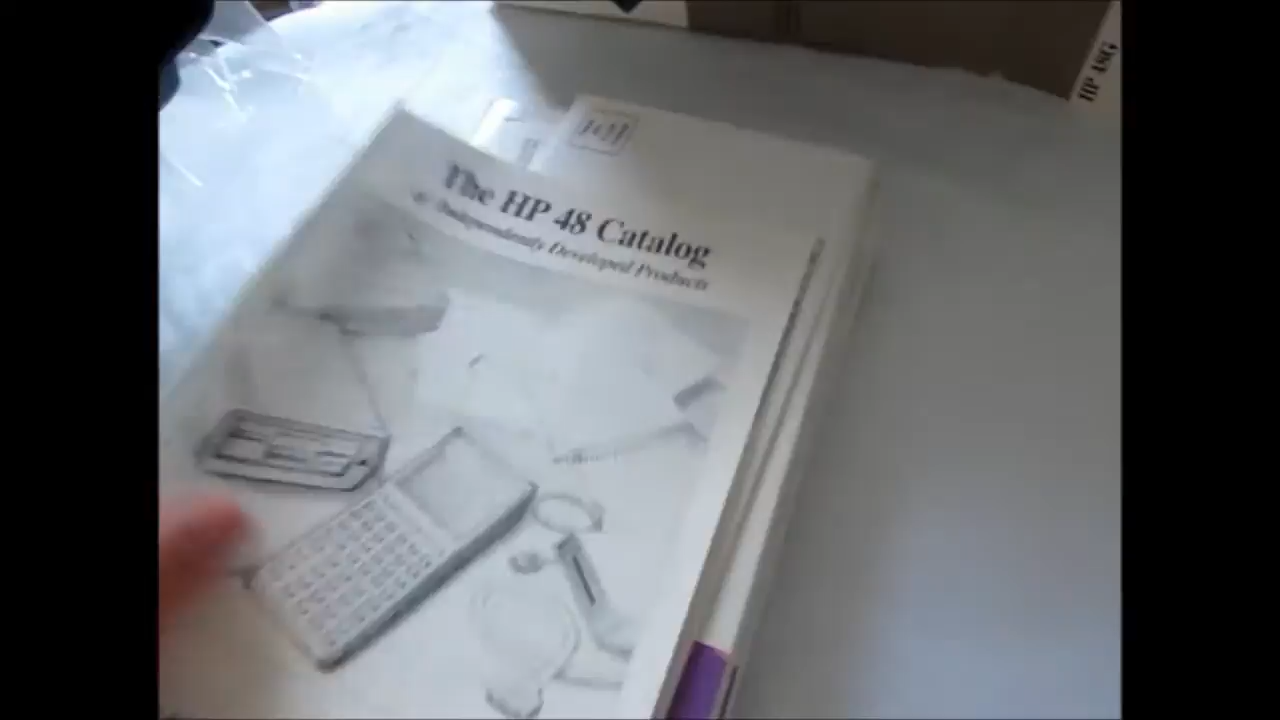 HP 48G
The HP 48 Catalog
of Independently Developed Products